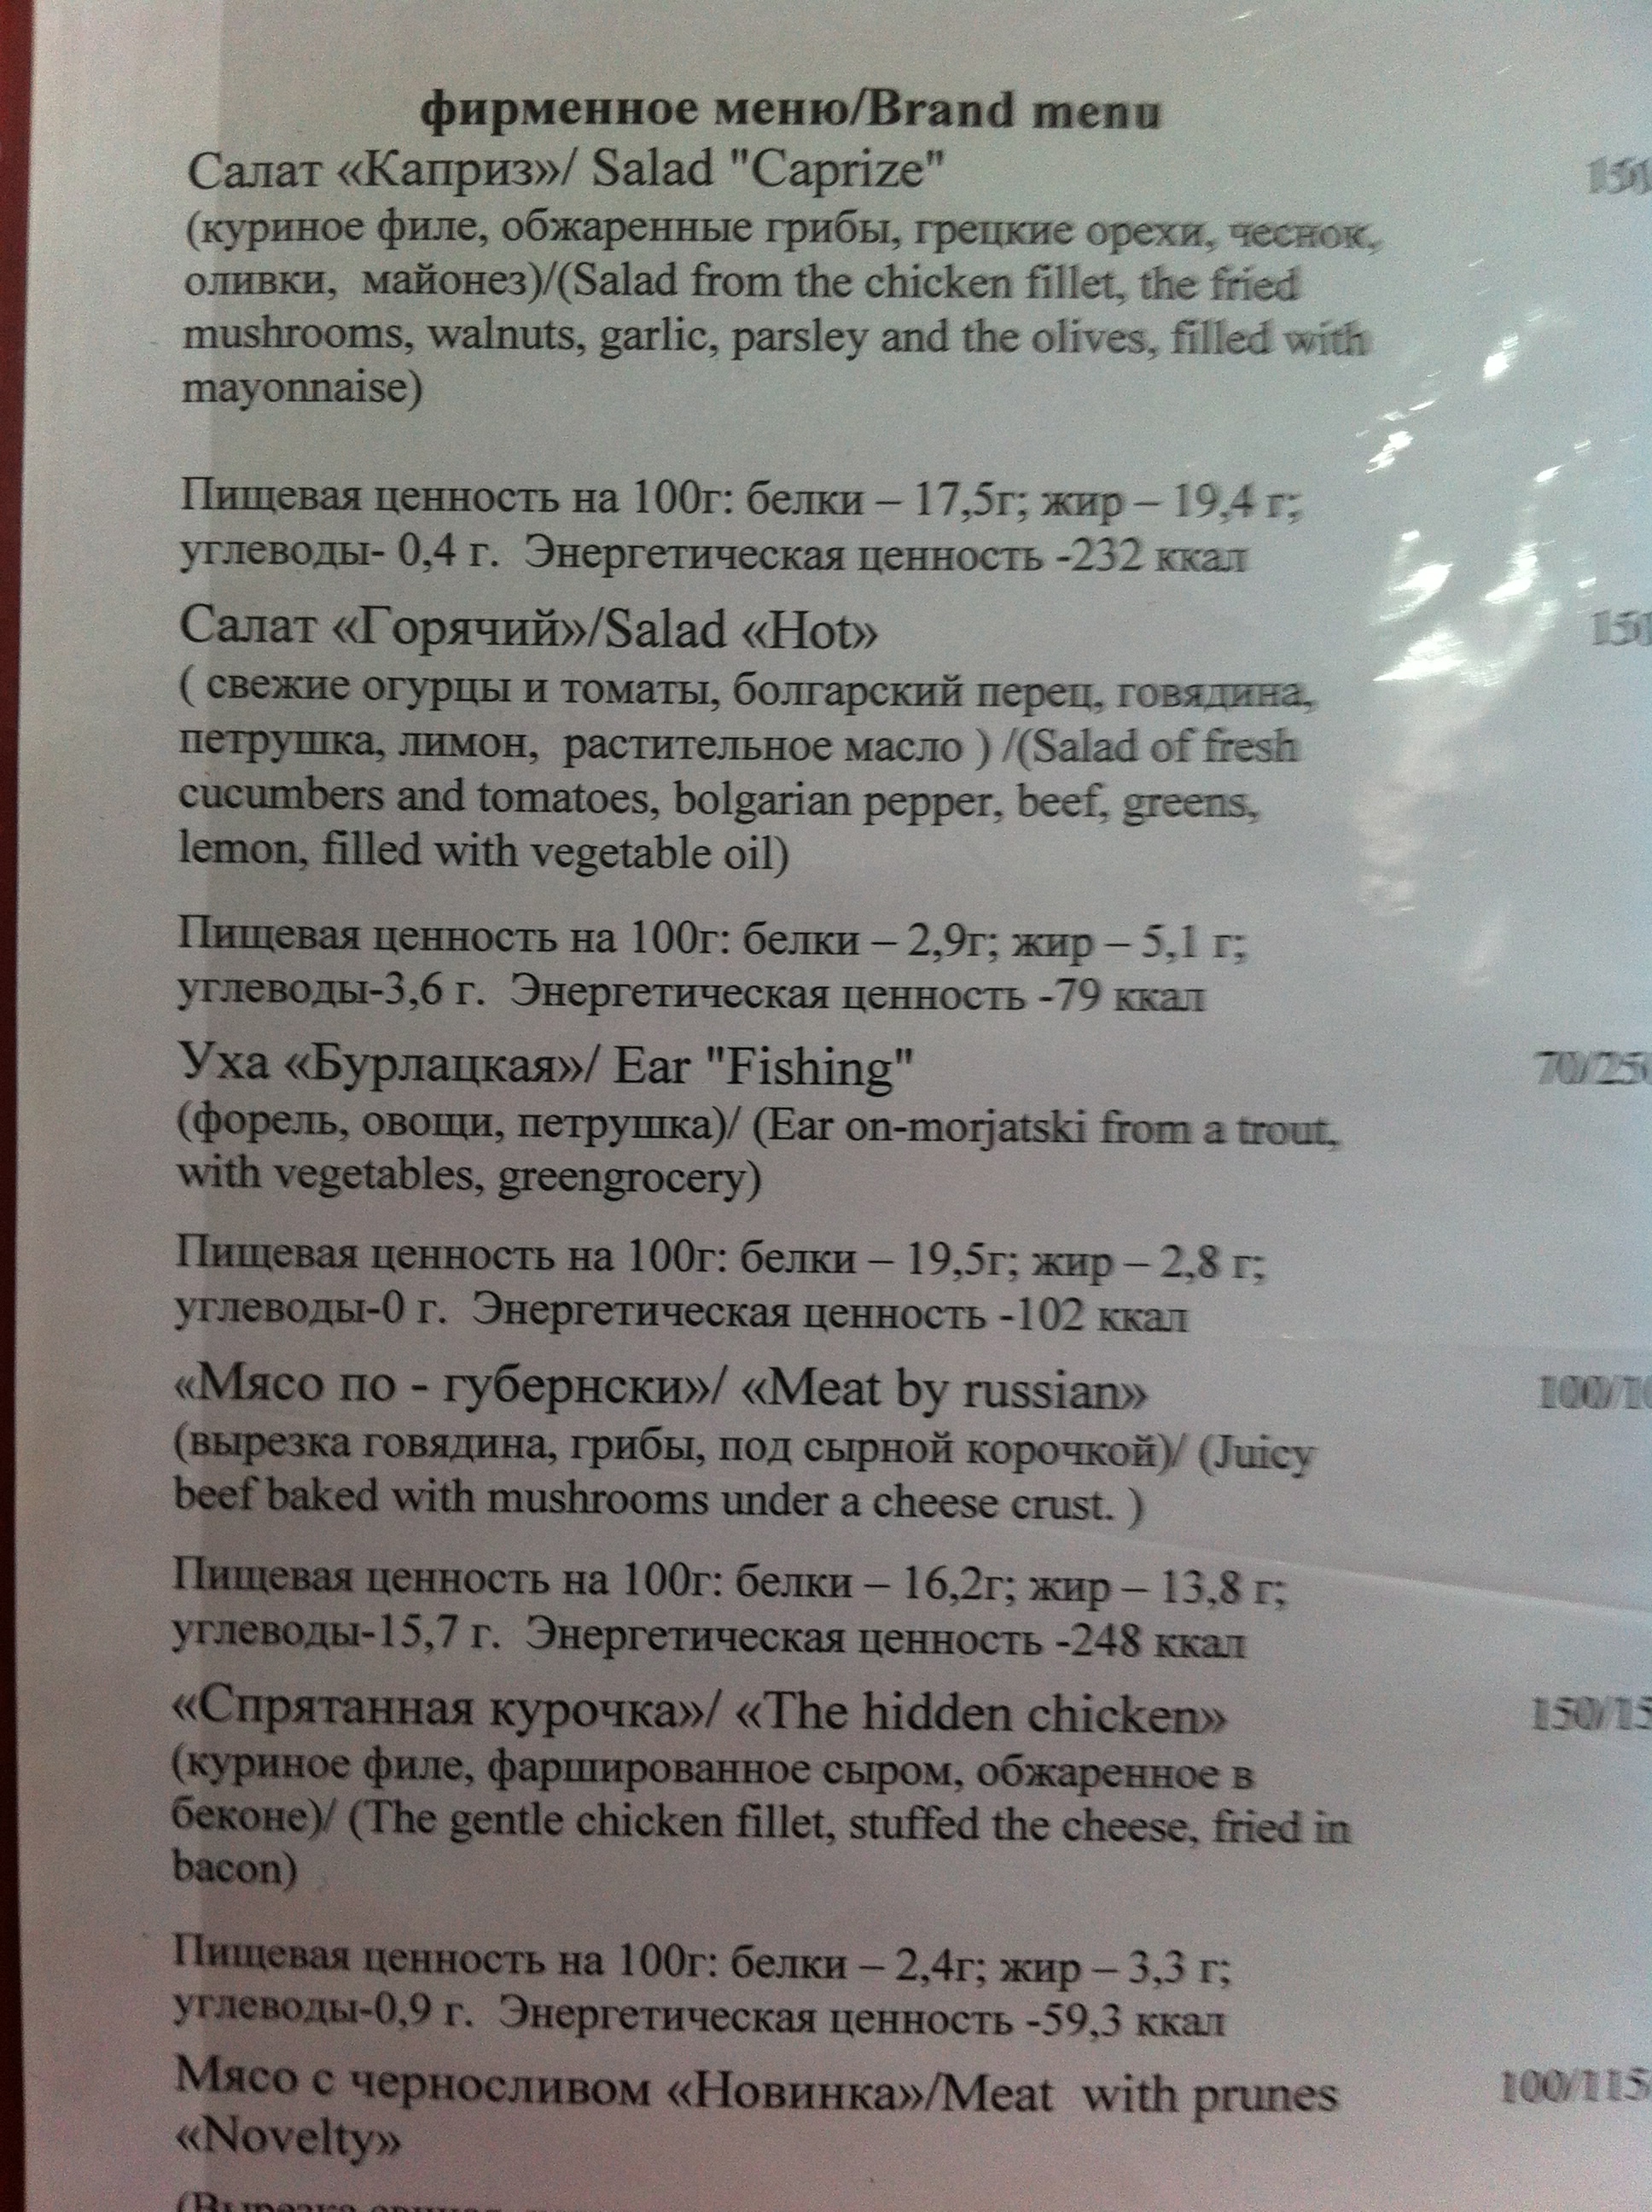 фирменное меню/Brand menu
Салат «Каприз»/ Salad "Caprize"
(куриное филе, обжаренные грибы, грецкие орехи, чеснок,
оливки, майонез)/(Salad from the chicken fillet, the fried
mushrooms, walnuts, garlic, parsley and the olives, filled with
mayonnaise)
Пищевая ценность на 100г: белки – 17,5г; жир – 19,4 г;
углеводы- 0,4 г. Энергетическая ценность -232 ккал
Салат «Горячий»/Salad «Hot» 150
( свежие огурцы и томаты, болгарский перец, говядина,
петрушка, лимон, растительное масло ) /(Salad of fresh
cucumbers and tomatoes, bolgarian pepper, beef, greens,
lemon, filled with vegetable oil)
Пищевая ценность на 100г: белки – 2,9г; жир – 5,1 г;
углеводы-3,6 г. Энергетическая ценность -79 ккал
Уха «Бурлацкая»/ Ear "Fishing"
(форель, овощи, петрушка)/ (Ear on-morjatski from a trout,
with vegetables, greengrocery)
Пищевая ценность на 100г: белки – 19,5г; жир – 2,8 г;
углеводы-0 г. Энергетическая ценность -102 ккал
«Мясо по - губернски»/ «Meat by russian»
(вырезка говядина, грибы, под сырной корочкой)/ (Juicy
beef baked with mushrooms under a cheese crust. )
Пищевая ценность на 100г: белки – 16,2г; жир – 13,8 г;
углеводы-15,7 г. Энергетическая ценность -248 ккал
«Спрятанная курочка»/ «The hidden chicken»
(куриное филе, фаршированное сыром, обжаренное в
беконе)/ (The gentle chicken fillet, stuffed the cheese, fried in
bacon)
Пищевая ценность на 100г: белки – 2,4г; жир – 3,3 г;
углеводы-0,9 г. Энергетическая ценность -59,3 ккал
Мясо с черносливом «Новинка»/Meat with prunes 100/115
«Novelty»